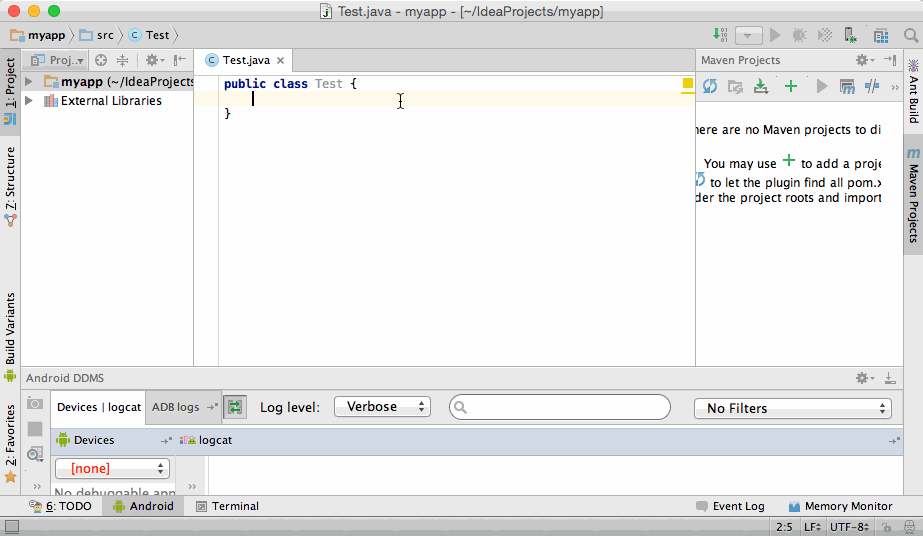 Test.java - myapp - [~/IdeaProjects/myapp]
myapp src Test
1: Project
Z: Structure
Build Variants
2: Favorites
Proj..
myapp (~/IdeaProjects
External Libraries
Test.java
public class Test {
}
Maven Projects
here are no Maven projects to di
You may use + to add a proje
to let the plugin find all pom.x
der the project roots and import
Ant Build
Maven Projects
Android DDMS
Devices | logcat ADB logs Log level: Verbose No Filters
Devices logcat
[none]
No debuggable app
6: TODO Android Terminal Event Log Memory Monitor
2:5 LF UTF-8